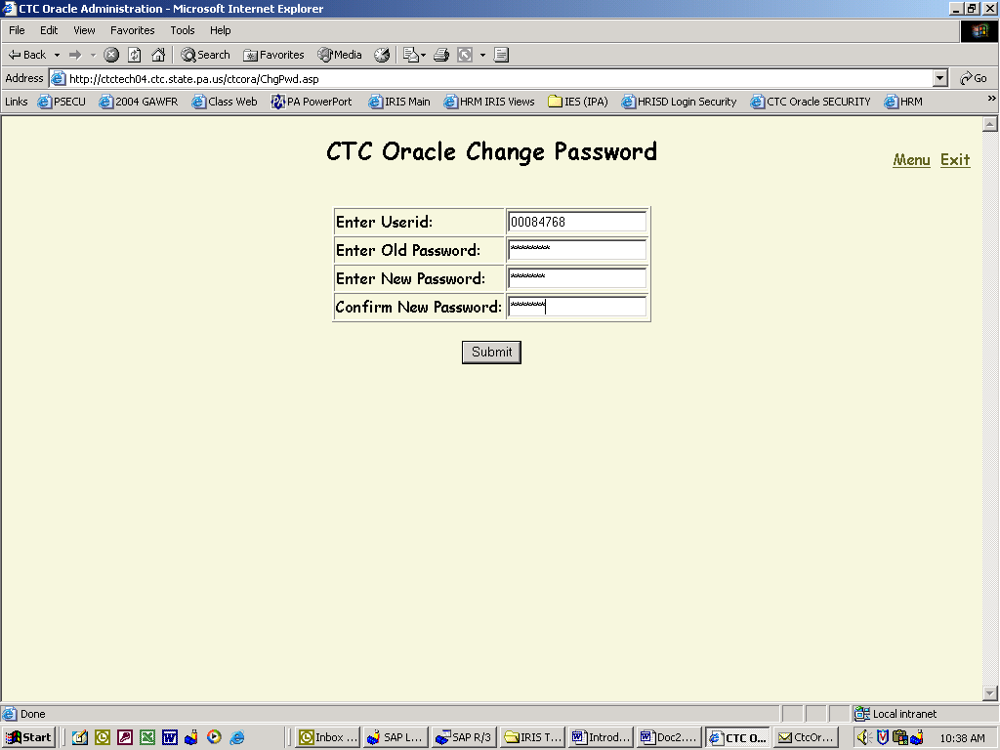 CTC Oracle Administration - Microsoft Internet Explorer
File Edit View Favorites Tools Help
Back Search Favorites Media
Address http://ctctech04.ctc.state.pa.us/ctcora/ChgPwd.asp Go
Links PSECU 2004 GAWFR Class Web PA PowerPort IRIS Main HRM IRIS Views IES (IPA) HRISD Login Security CTC Oracle SECURITY HRM »
CTC Oracle Change Password
Menu Exit
Enter Userid: 00084768
Enter Old Password: ********
Enter New Password: *******
Confirm New Password: *******
Submit
Done Local intranet
Start Inbox ... SAP L... SAP R/3 IRIS T... Introd... Doc2.... CTC O... CtcOr... 10:38 AM